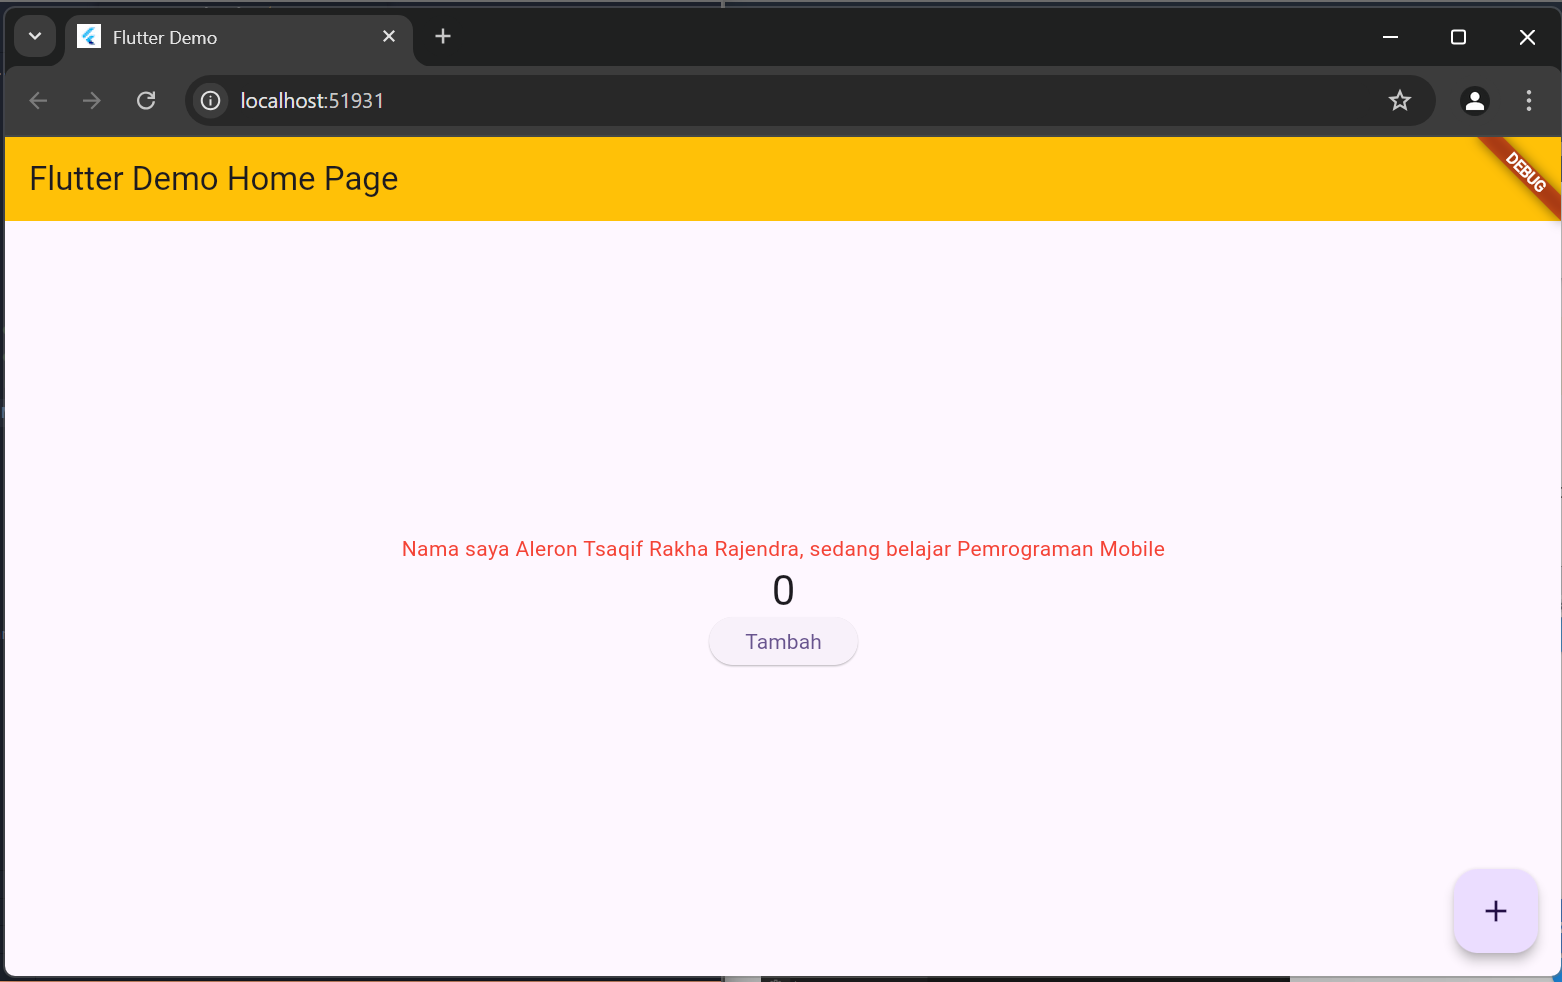 Flutter Demo
localhost:51931
Flutter Demo Home Page
DEBUG
Nama saya Aleron Tsaqif Rakha Rajendra, sedang belajar Pemrograman Mobile
0
Tambah